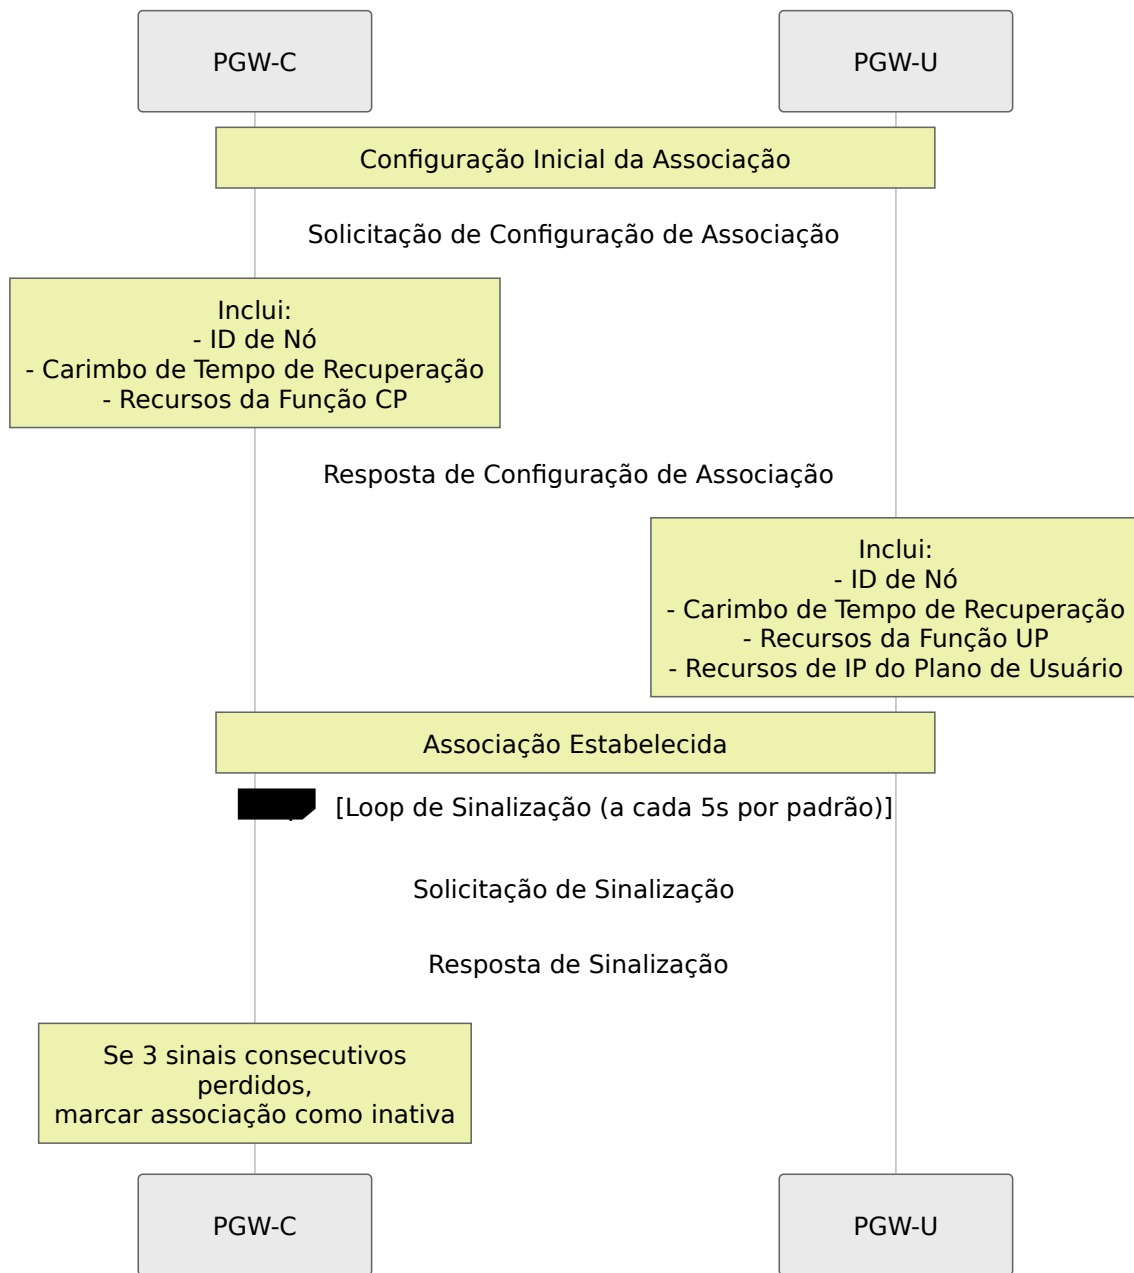 PGW-C
PGW-U
Configuração Inicial da Associação
Solicitação de Configuração de Associação
Inclui:
- ID de Nó
- Carimbo de Tempo de Recuperação
- Recursos da Função CP
Resposta de Configuração de Associação
Inclui:
- ID de Nó
- Carimbo de Tempo de Recuperação
- Recursos da Função UP
- Recursos de IP do Plano de Usuário
Associação Estabelecida
[Loop de Sinalização (a cada 5s por padrão)]
Solicitação de Sinalização
Resposta de Sinalização
Se 3 sinais consecutivos
perdidos,
marcar associação como inativa
PGW-C
PGW-U